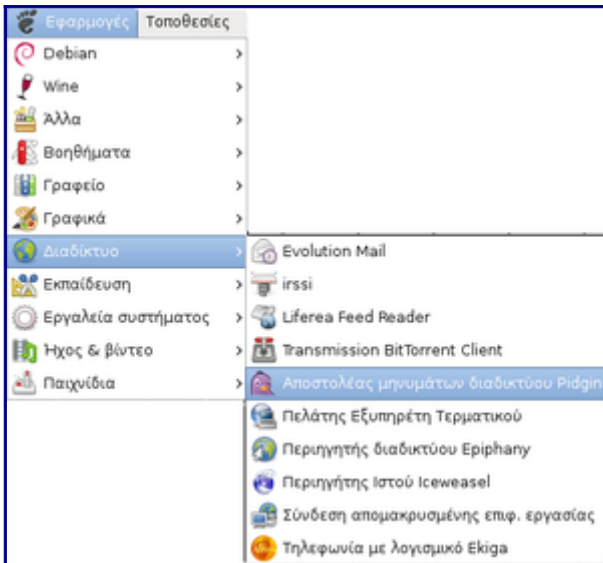 Εφαρμογές Τοποθεσίες
Debian
Wine
Άλλα
Βοηθήματα
Γραφείο
Γραφικά
Διαδίκτυο
Εκπαίδευση
Εργαλεία συστήματος
Ήχος & βίντεο
Παιχνίδια
Evolution Mail
irssi
Liferea Feed Reader
Transmission BitTorrent Client
Αποστολέας μηνυμάτων διαδικτύου Pidgin
Πελάτης Εξυπηρέτη Τερματικού
Περιηγητής διαδικτύου Epiphany
Περιηγήτης Ιστού Iceweasel
Σύνδεση απομακρυσμένης επιφ. εργασίας
Τηλεφωνία με λογισμικό Ekiga